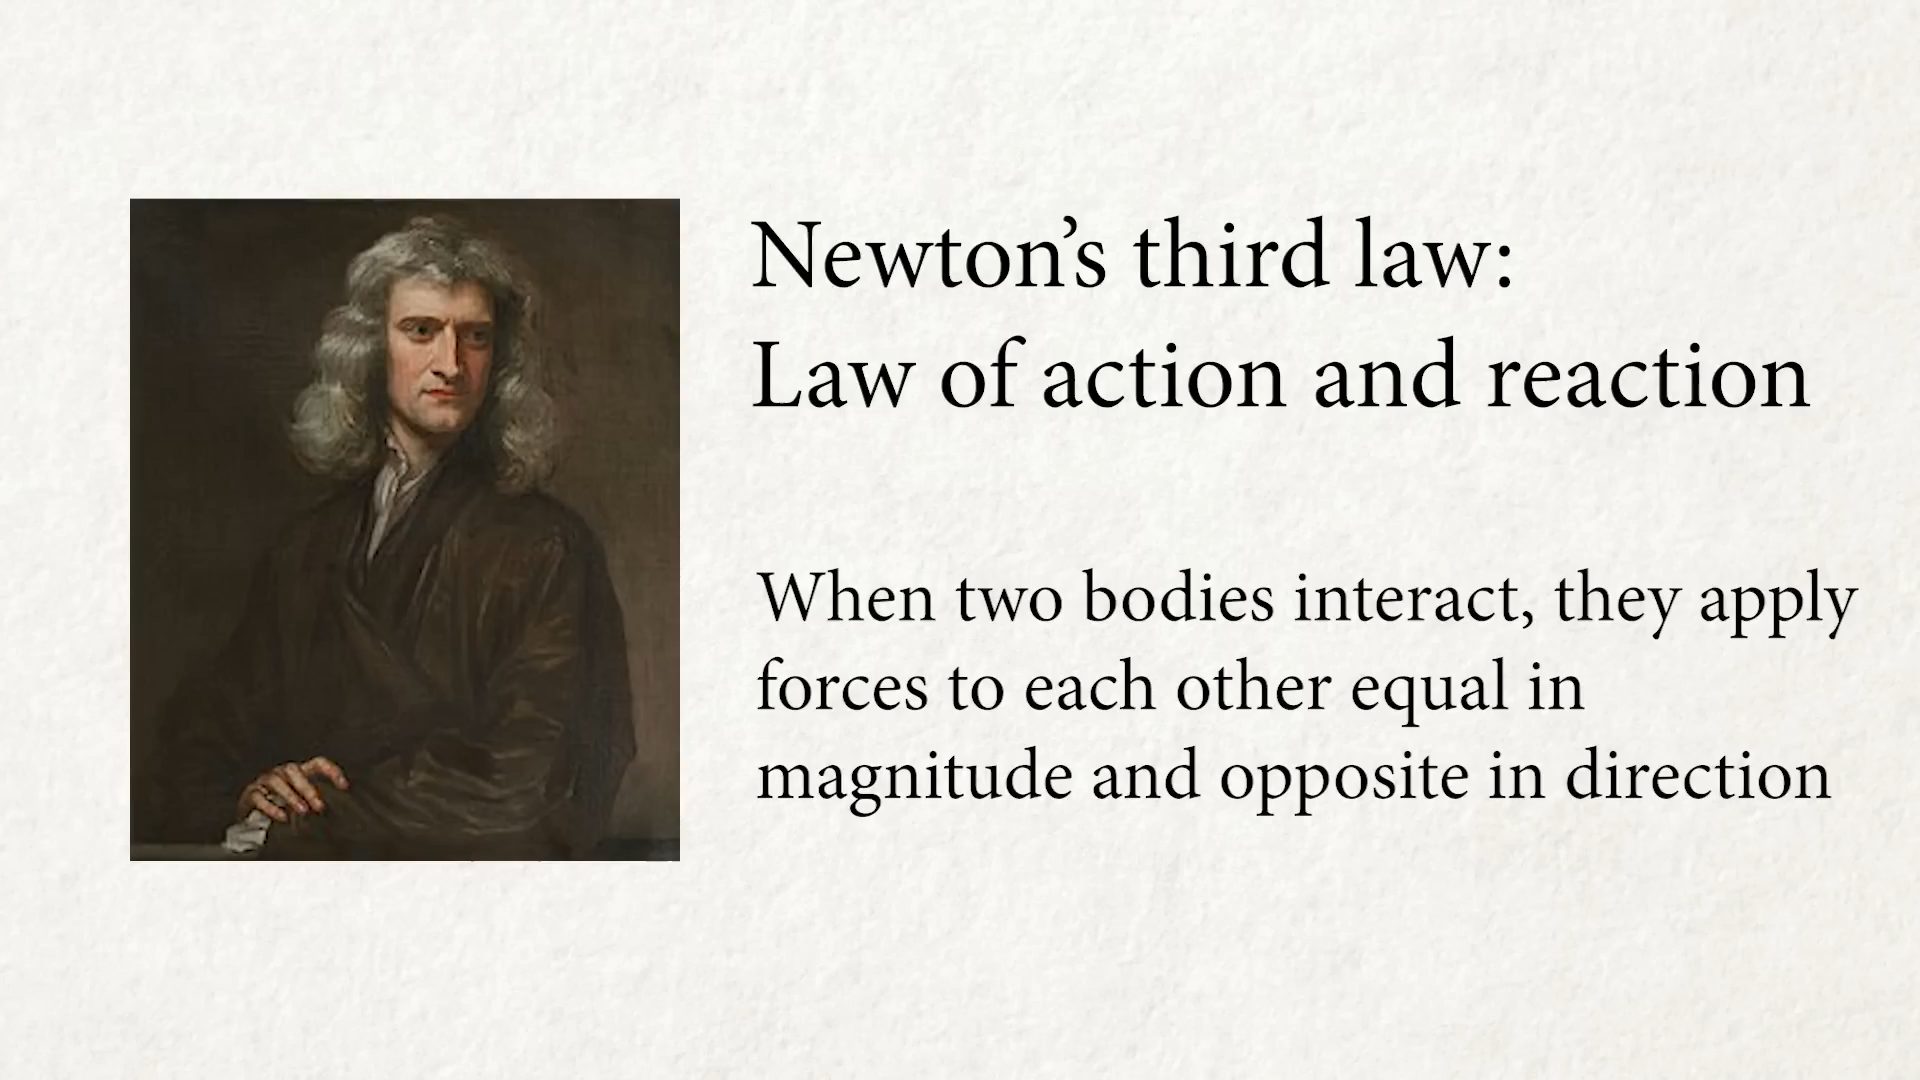 Newton’s third law:
Law of action and reaction
When two bodies interact, they apply
forces to each other equal in
magnitude and opposite in direction